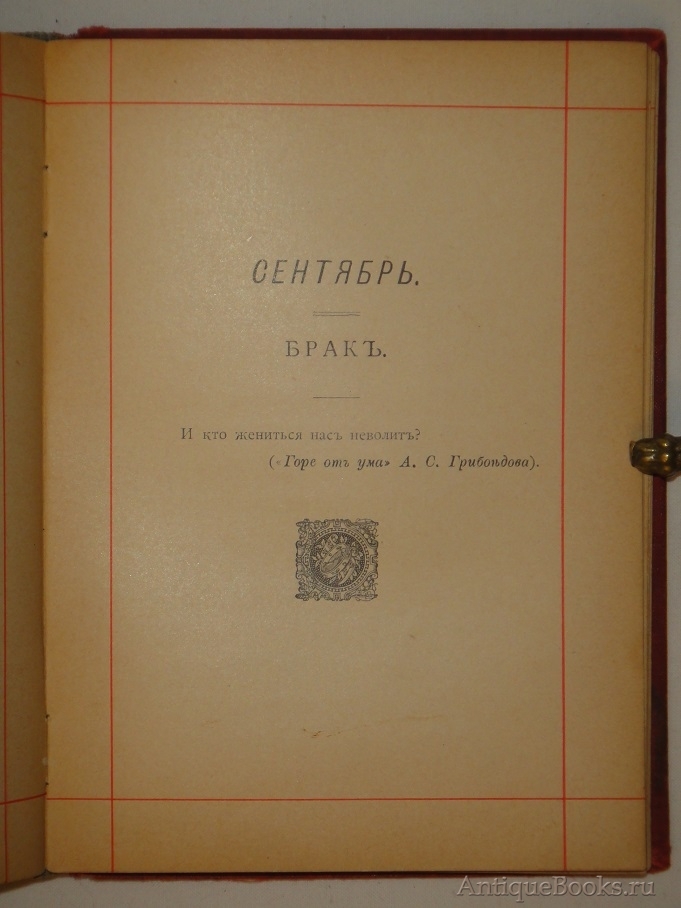 СЕНТЯБРЬ.
БРАКЪ.
И кто жениться насъ неволитъ?
(«Горе отъ ума» А. С. Грибоѣдова).
AntiqueBooks.ru